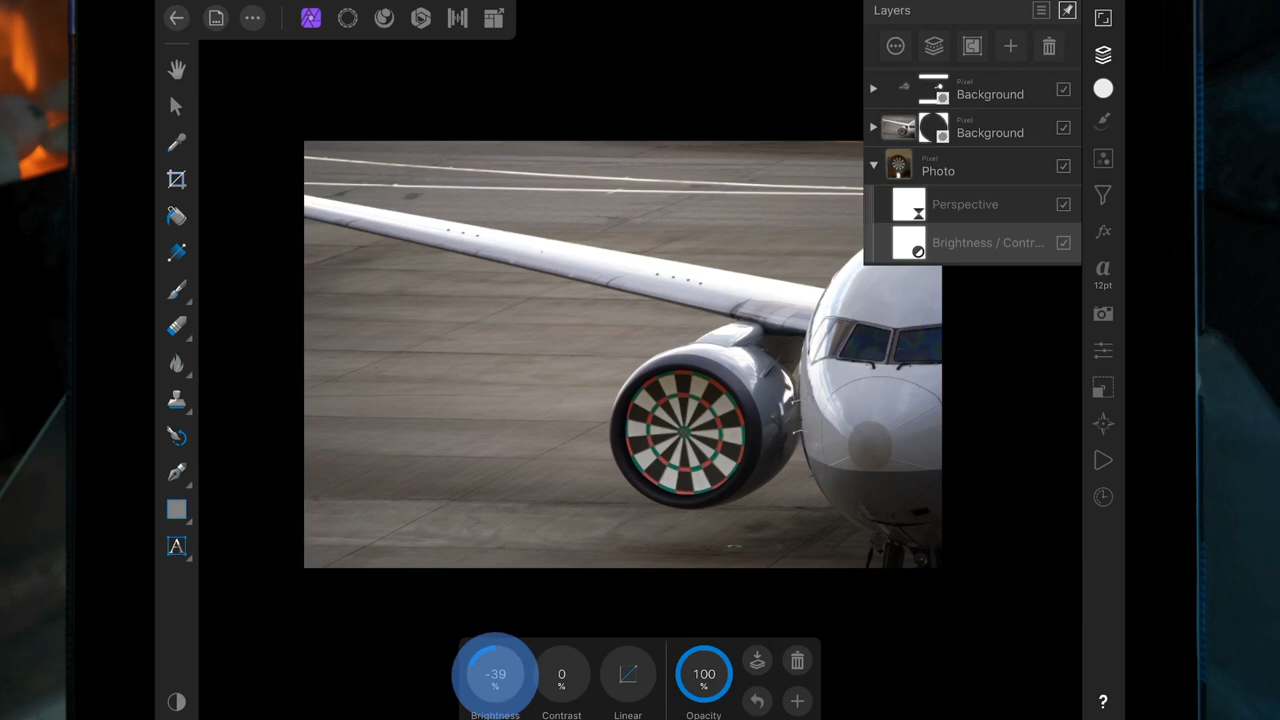 Layers
Pixel
Background
Pixel
Background
Pixel
Photo
Perspective
Brightness / Contr...
a
12pt
A
-39
%
0
%
100
%
Brightness
Contrast
Linear
Opacity
?